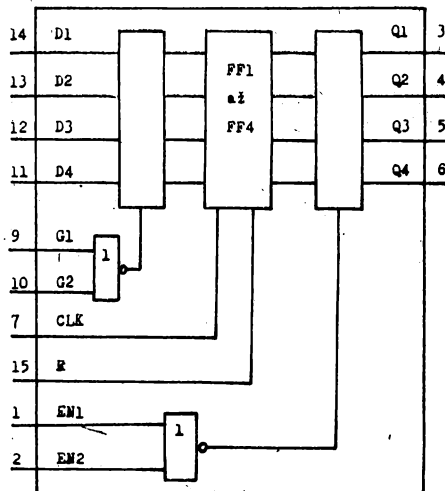 14 D1 Q1 3
13 D2 FF1 Q2 4
až
12 D3 FF4 Q3 5
11 D4 Q4 6
9 G1 1
10 G2
7 CLK
15 R
1 EN1 1
2 EN2